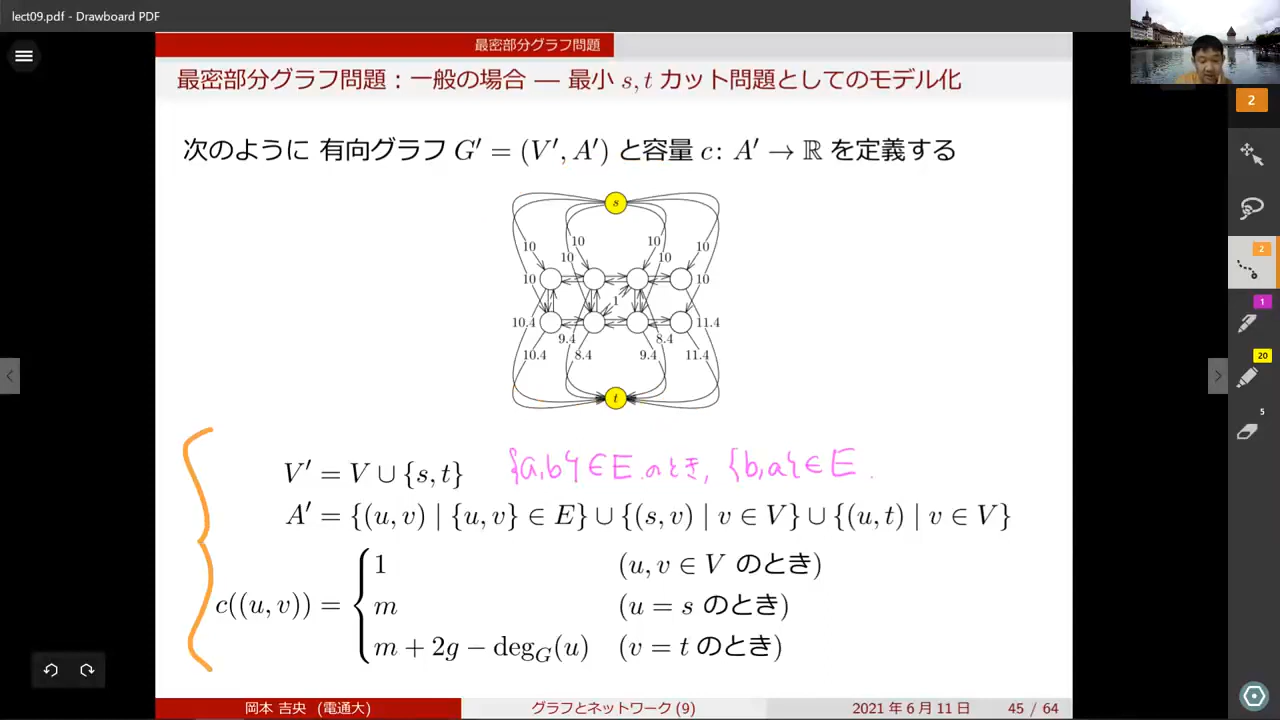 lect09.pdf - Drawboard PDF
最密部分グラフ問題
最密部分グラフ問題：一般の場合 — 最小 s, t カット問題としてのモデル化
次のように 有向グラフ G′ = (V′, A′) と容量 c: A′ → ℝ を定義する
s
10 10 10 10
10 10
10 10
1
10.4 11.4
9.4 8.4
10.4 8.4 9.4 11.4
t
V′ = V ∪ {s, t} {a,b} ∈ E のとき, {b,a} ∈ E.
A′ = {(u, v) | {u, v} ∈ E} ∪ {(s, v) | v ∈ V} ∪ {(u, t) | v ∈ V}
1 (u, v ∈ V のとき)
c((u, v)) = { m (u = s のとき)
m + 2g − deg_G(u) (v = t のとき)
岡本 吉央 (電通大) グラフとネットワーク (9) 2021 年 6 月 11 日 45 / 64
2
2
1
20
5